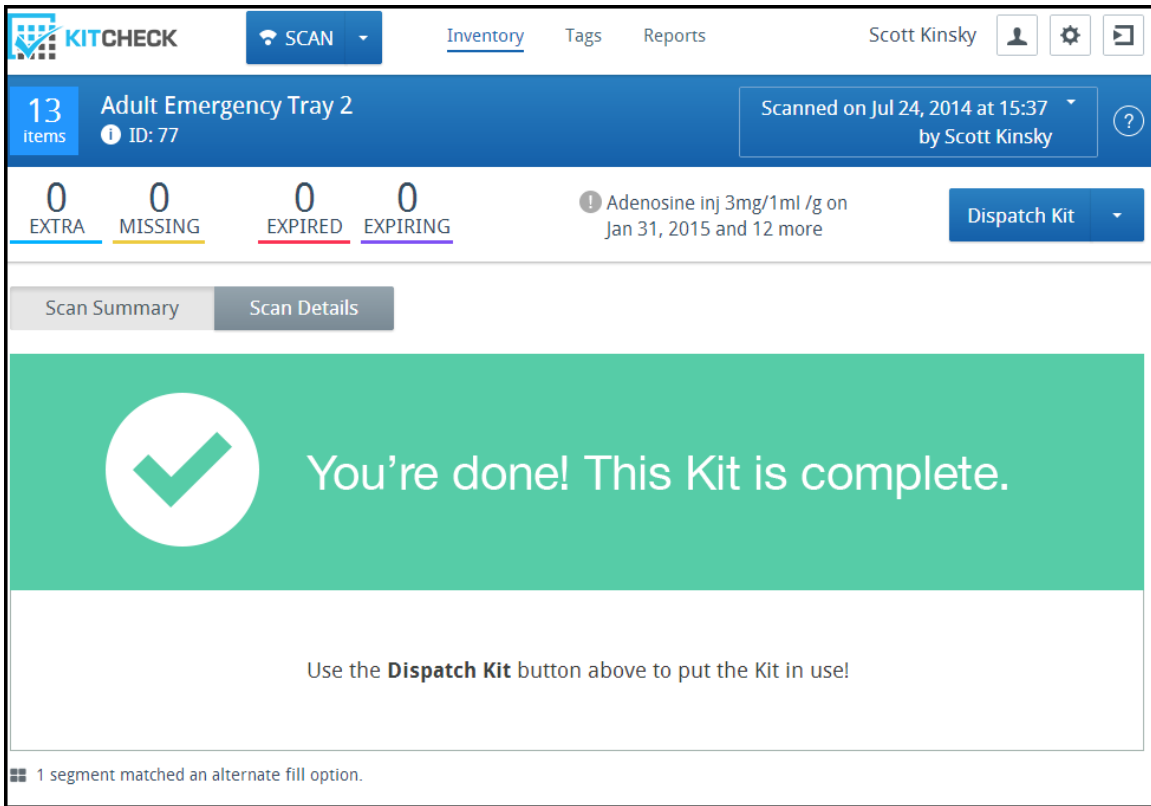 KITCHECK
SCAN
Inventory Tags Reports
Scott Kinsky
13
items
Adult Emergency Tray 2
i ID: 77
Scanned on Jul 24, 2014 at 15:37
by Scott Kinsky
?
0 0 0 0
EXTRA MISSING EXPIRED EXPIRING
! Adenosine inj 3mg/1ml /g on
Jan 31, 2015 and 12 more
Dispatch Kit
Scan Summary Scan Details
You're done! This Kit is complete.
Use the Dispatch Kit button above to put the Kit in use!
1 segment matched an alternate fill option.